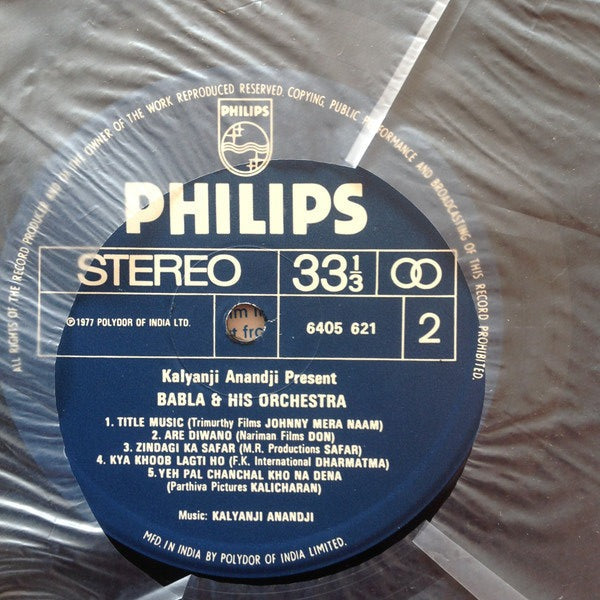 ALL RIGHTS OF THE RECORD PRODUCER AND OF THE OWNER OF THE WORK REPRODUCED RESERVED. COPYING, PUBLIC PERFORMANCE AND BROADCASTING OF THIS RECORD PROHIBITED.
PHILIPS
PHILIPS
STEREO
33 1/3
℗1977 POLYDOR OF INDIA LTD.
6405 621
2
Kalyanji Anandji Present
BABLA & HIS ORCHESTRA
1. TITLE MUSIC (Trimurthy Films JOHNNY MERA NAAM)
2. ARE DIWANO (Nariman Films DON)
3. ZINDAGI KA SAFAR (M.R. Productions SAFAR)
4. KYA KHOOB LAGTI HO (F.K. International DHARMATMA)
5. YEH PAL CHANCHAL KHO NA DENA
(Parthiva Pictures KALICHARAN)
Music: KALYANJI ANANDJI
MFD. IN INDIA BY POLYDOR OF INDIA LIMITED.